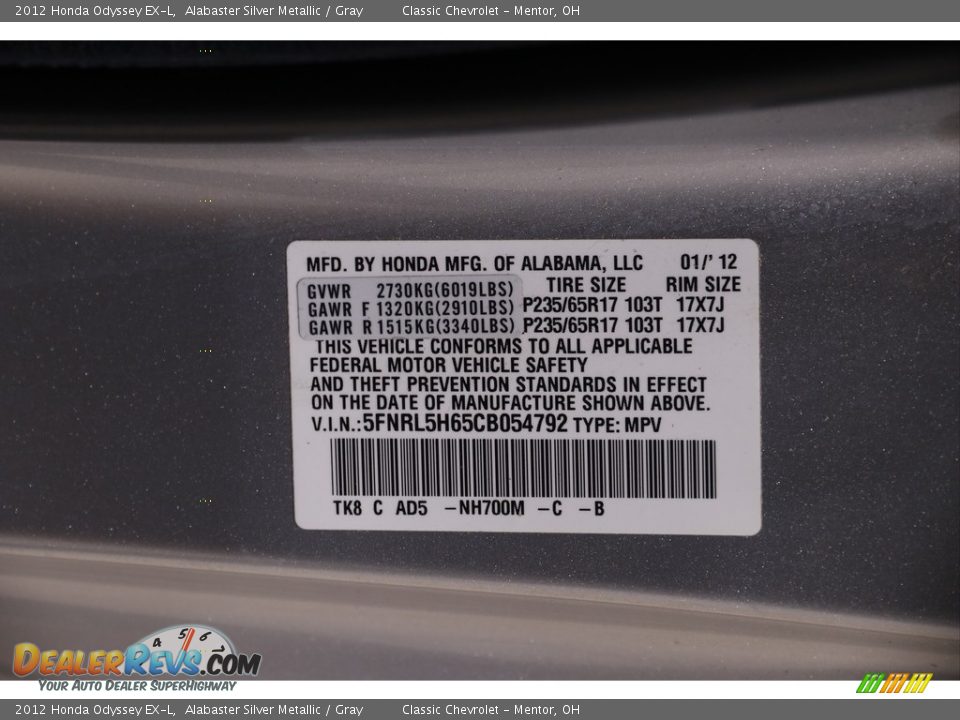 2012 Honda Odyssey EX-L,  Alabaster Silver Metallic / Gray        Classic Chevrolet - Mentor, OH
MFD. BY HONDA MFG. OF ALABAMA, LLC 01/' 12
TIRE SIZE RIM SIZE
GVWR 2730KG(6019LBS)
GAWR F 1320KG(2910LBS) P235/65R17 103T 17X7J
GAWR R 1515KG(3340LBS) P235/65R17 103T 17X7J
THIS VEHICLE CONFORMS TO ALL APPLICABLE
FEDERAL MOTOR VEHICLE SAFETY
AND THEFT PREVENTION STANDARDS IN EFFECT
ON THE DATE OF MANUFACTURE SHOWN ABOVE.
V.I.N.:5FNRL5H65CB054792 TYPE: MPV
TK8 C AD5 -NH700M -C -B
4 5 6
DEALERREVS.COM
YOUR AUTO DEALER SUPERHIGHWAY
2012 Honda Odyssey EX-L,  Alabaster Silver Metallic / Gray        Classic Chevrolet - Mentor, OH